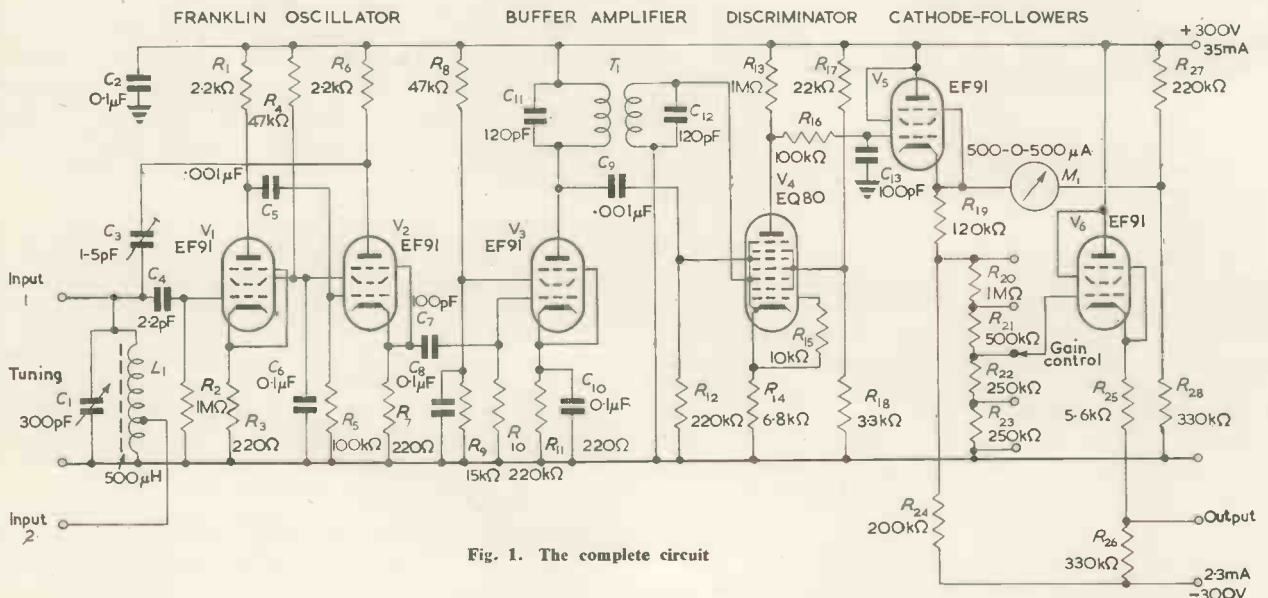 FRANKLIN OSCILLATOR
BUFFER AMPLIFIER
DISCRIMINATOR
CATHODE-FOLLOWERS
+300V
35mA
C2
0·1μF
R1
2·2kΩ
R4
47kΩ
R6
2·2kΩ
R8
47kΩ
C11
120pF
T1
C12
120pF
R13
1MΩ
R17
22kΩ
V5
EF91
R27
220kΩ
R16
100kΩ
C13
100pF
500-0-500μA
M1
·001μF
C5
C9
·001μF
V4
EQ80
C3
1-5pF
V1
EF91
V2
EF91
V3
EF91
R19
120kΩ
V6
EF91
Input
1
C4
2·2pF
100pF
C7
R20
1MΩ
R21
500kΩ
Gain
control
R15
10kΩ
Tuning
C1
300pF
L1
R2
1MΩ
R3
220Ω
C6
0·1μF
R5
100kΩ
R7
220Ω
C8
0·1μF
R9
15kΩ
R10
220kΩ
R11
220Ω
C10
0·1μF
R12
220kΩ
R14
6·8kΩ
R18
3·3kΩ
R22
250kΩ
R23
250kΩ
R25
5·6kΩ
R28
330kΩ
500μH
Input
2
R24
200kΩ
Output
R26
330kΩ
2·3mA
-300V
Fig. 1. The complete circuit